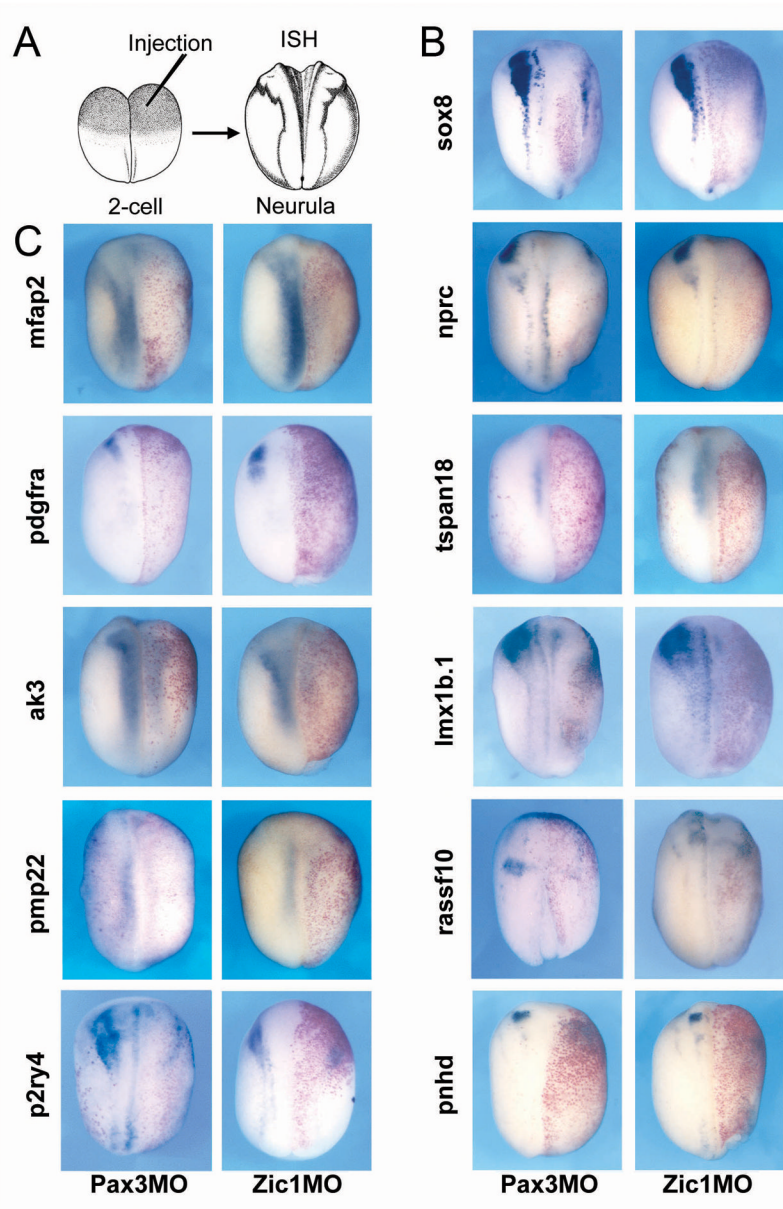 A
Injection
ISH
2-cell
Neurula
B
sox8
nprc
tspan18
lmx1b.1
rassf10
pnhd
Pax3MO Zic1MO
C
mfap2
pdgfra
ak3
pmp22
p2ry4
Pax3MO Zic1MO